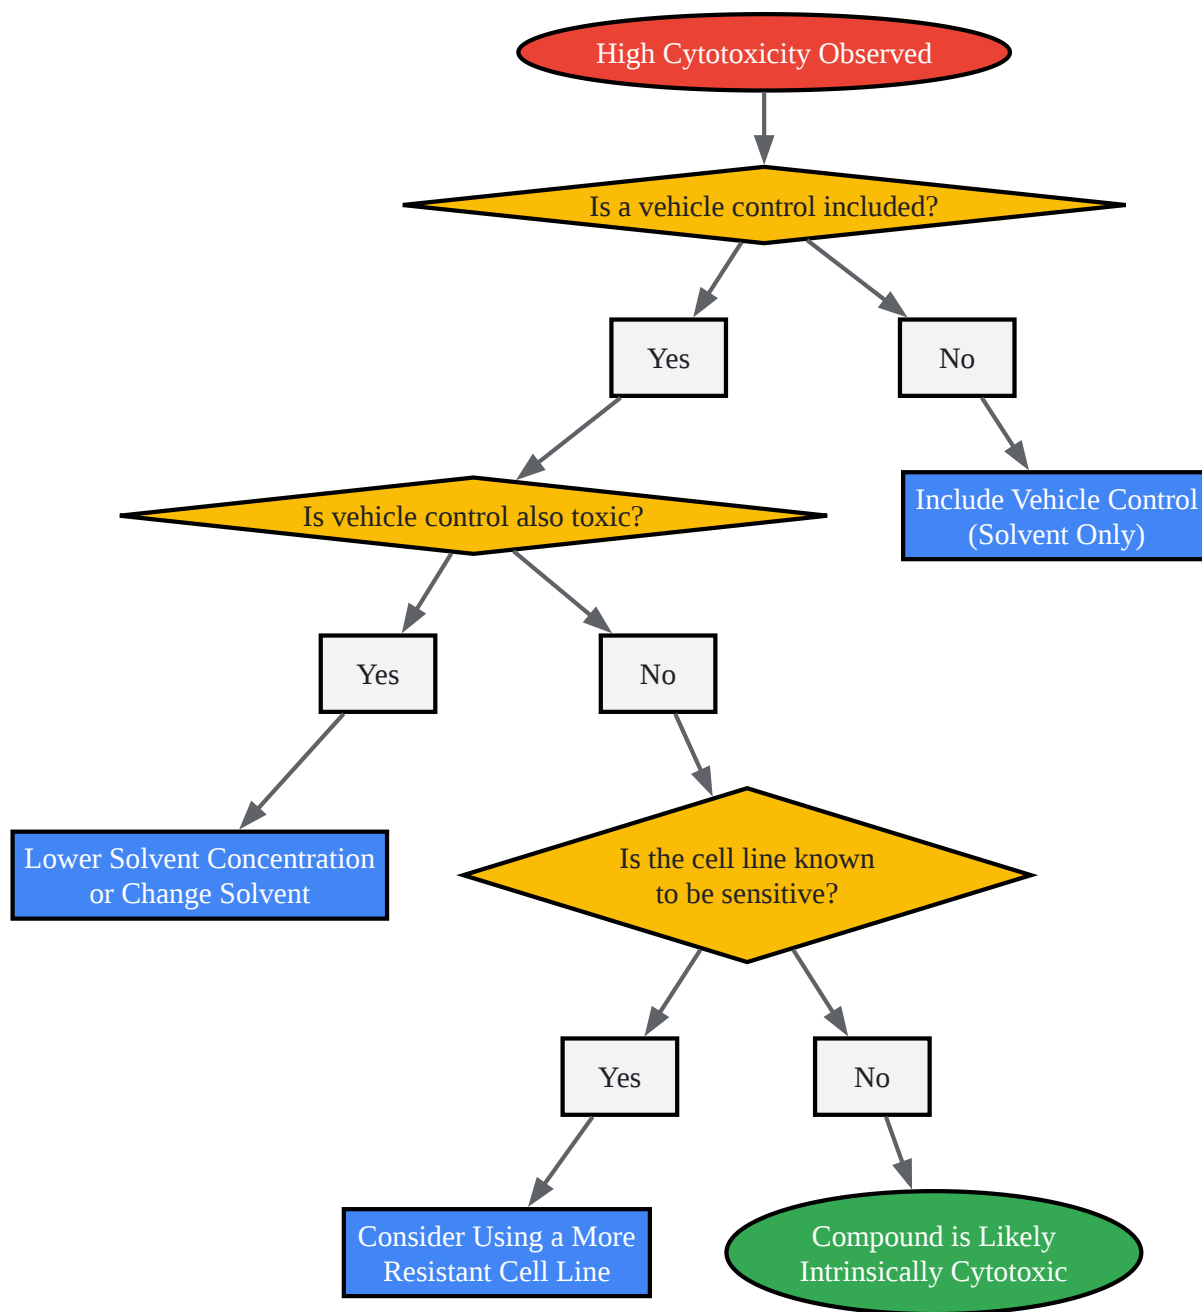 High Cytotoxicity Observed
Is a vehicle control included?
Yes
No
Include Vehicle Control
(Solvent Only)
Is vehicle control also toxic?
Yes
No
Lower Solvent Concentration
or Change Solvent
Is the cell line known
to be sensitive?
Yes
No
Consider Using a More
Resistant Cell Line
Compound is Likely
Intrinsically Cytotoxic